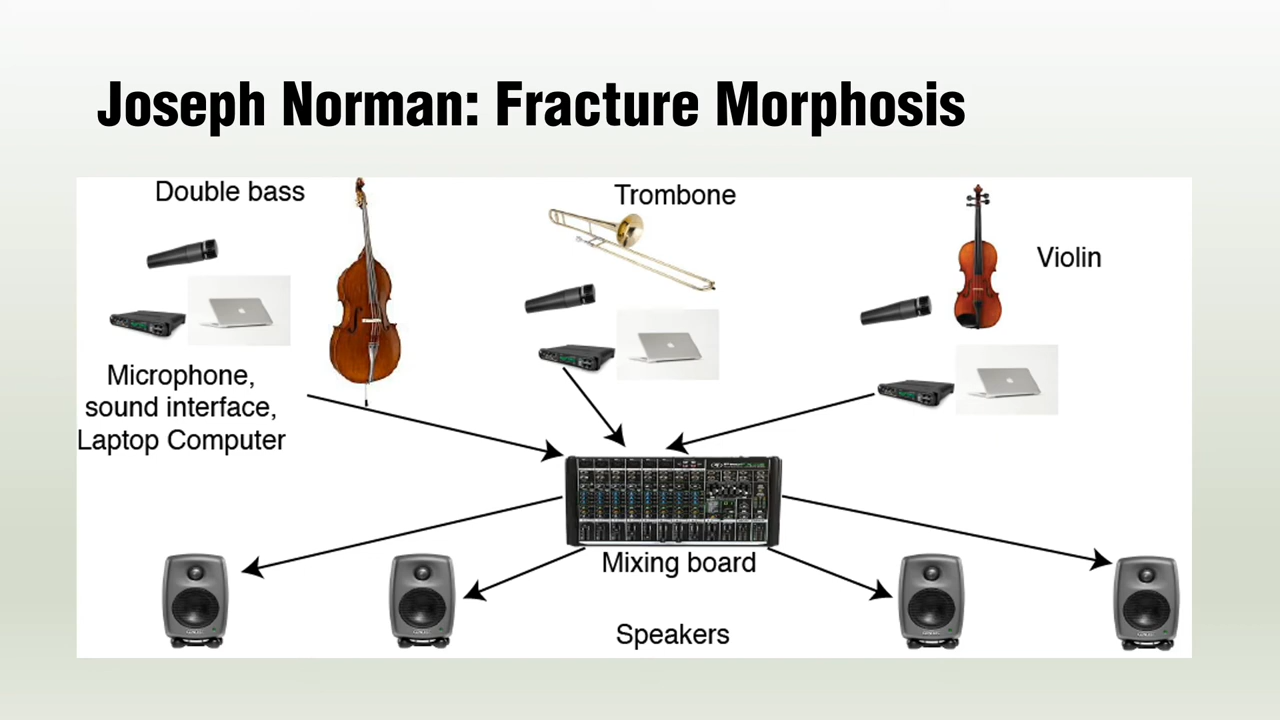 Joseph Norman: Fracture Morphosis
Double bass
Trombone
Violin
Microphone,
sound interface,
Laptop Computer
Mixing board
Speakers